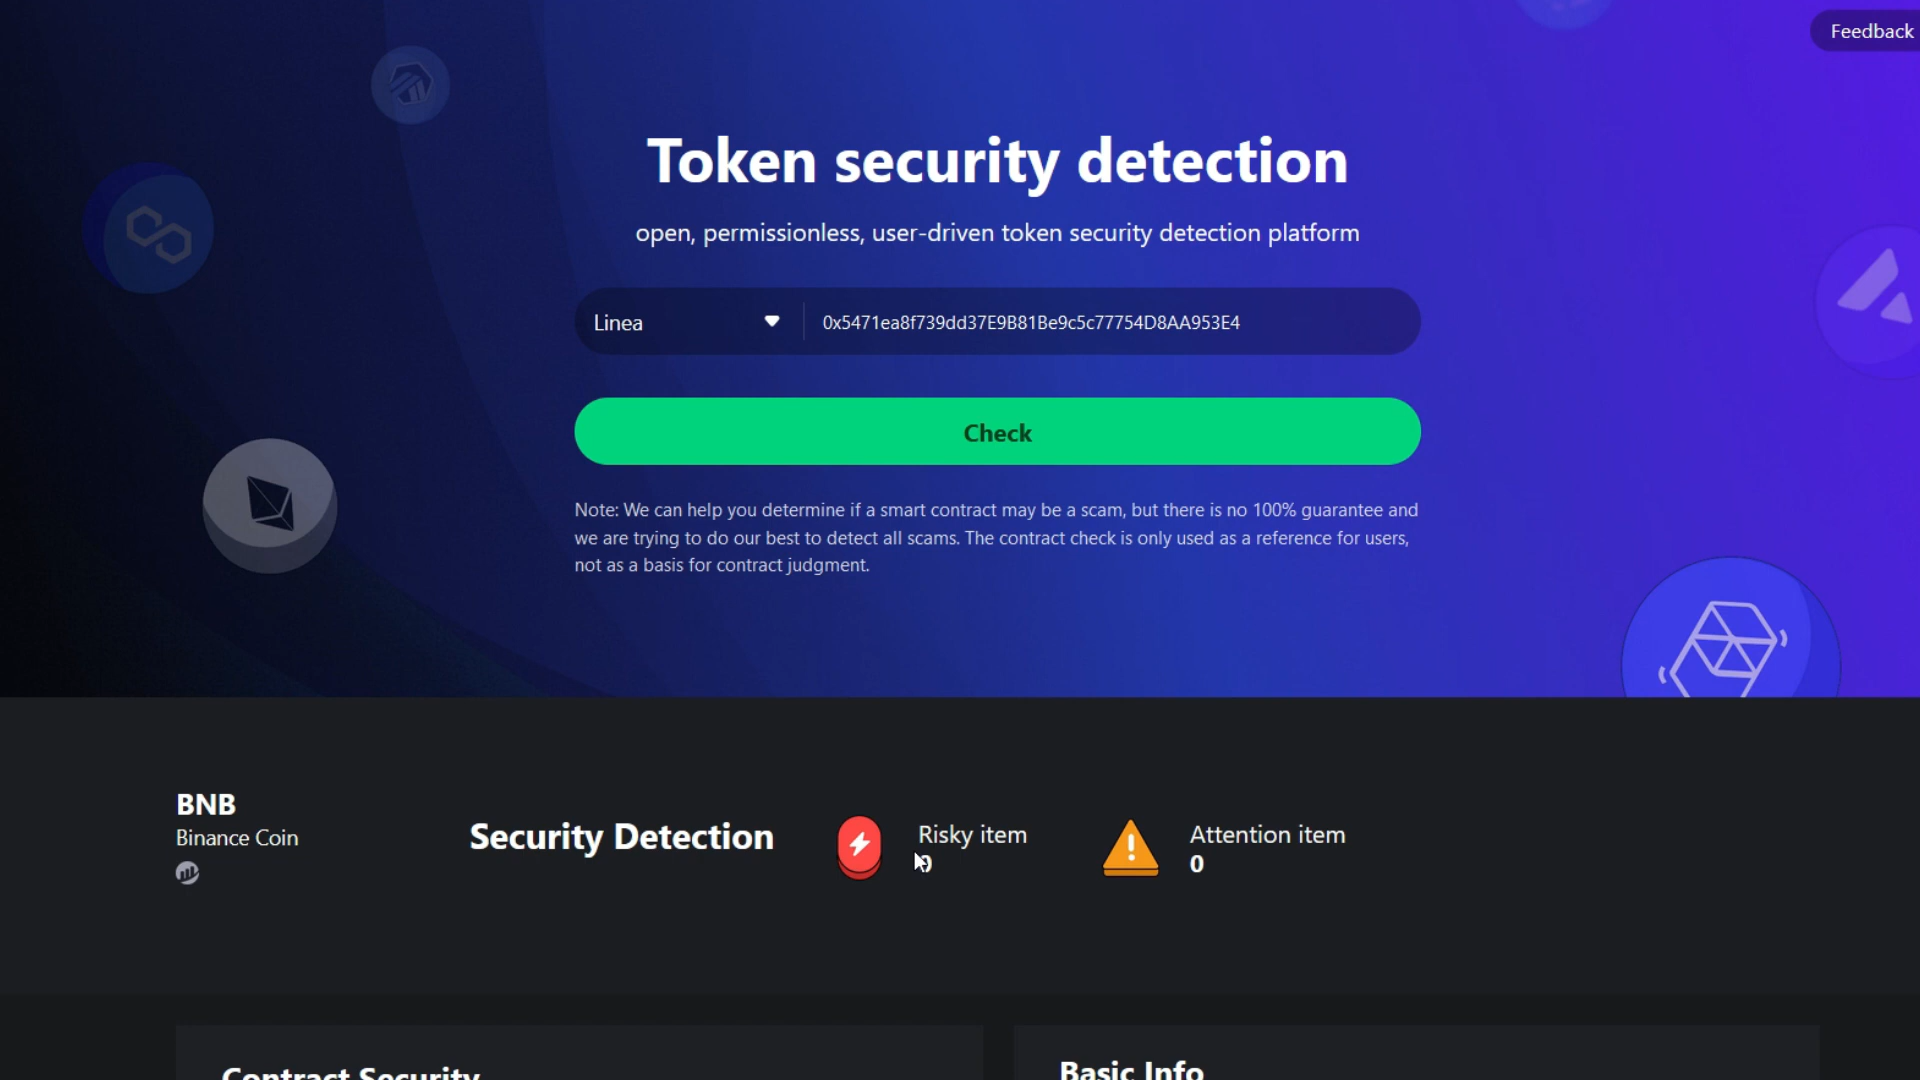 Feedback
Token security detection
open, permissionless, user-driven token security detection platform
Linea
0x5471ea8f739dd37E9B81Be9c5c77754D8AA953E4
Check
Note: We can help you determine if a smart contract may be a scam, but there is no 100% guarantee and
we are trying to do our best to detect all scams. The contract check is only used as a reference for users,
not as a basis for contract judgment.
BNB
Binance Coin
Security Detection
Risky item
0
Attention item
0
Contract Security
Basic Info